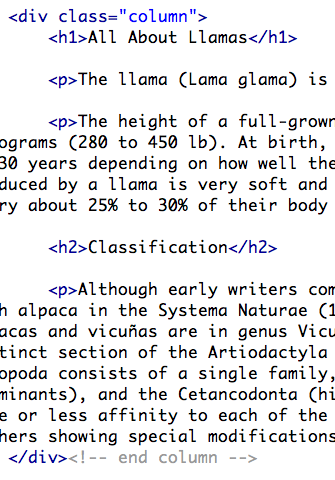 <div class="column">
<h1>All About Llamas</h1>
<p>The llama (Lama glama) is
<p>The height of a full-grown
ograms (280 to 450 lb). At birth,
30 years depending on how well the
duced by a llama is very soft and
ry about 25% to 30% of their body
<h2>Classification</h2>
<p>Although early writers com
h alpaca in the Systema Naturae (1
acas and vicuñas are in genus Vicu
tinct section of the Artiodactyla
opoda consists of a single family,
minants), and the Cetancodonta (hi
e or less affinity to each of the
hers showing special modifications
</div><!-- end column -->